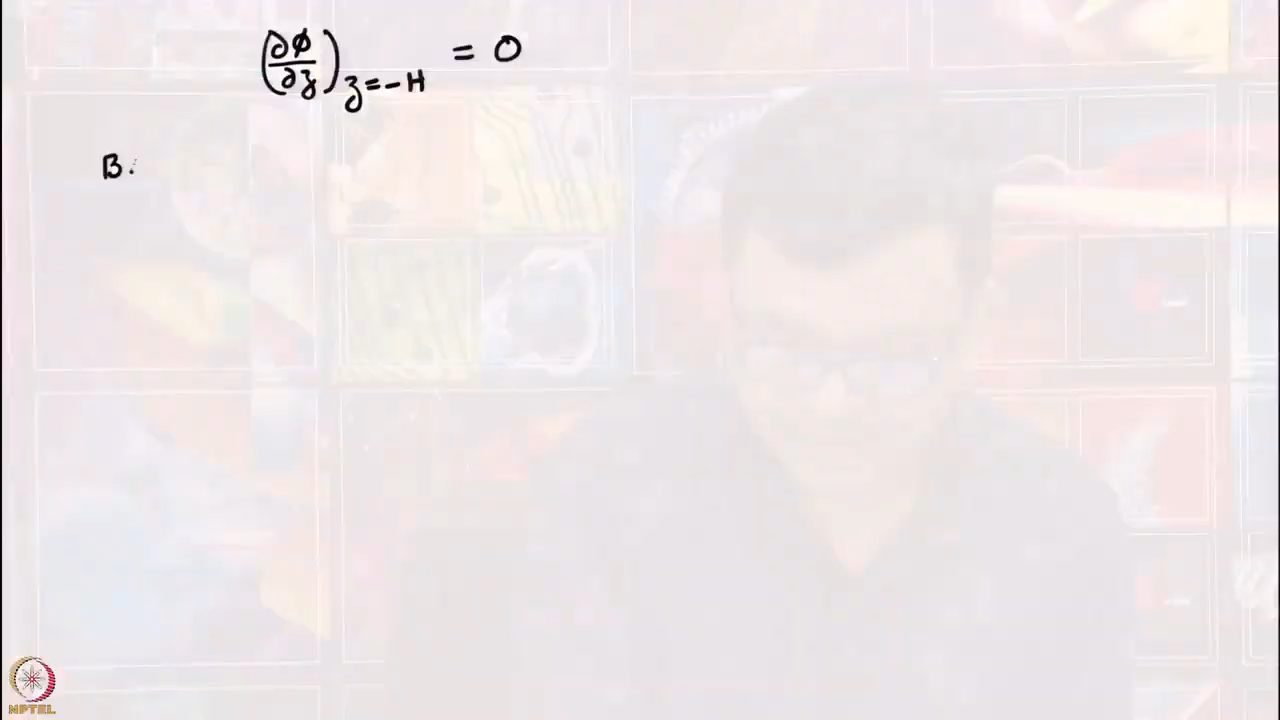 (∂φ/∂z)_{z=-H} = 0
B.
NPTEL